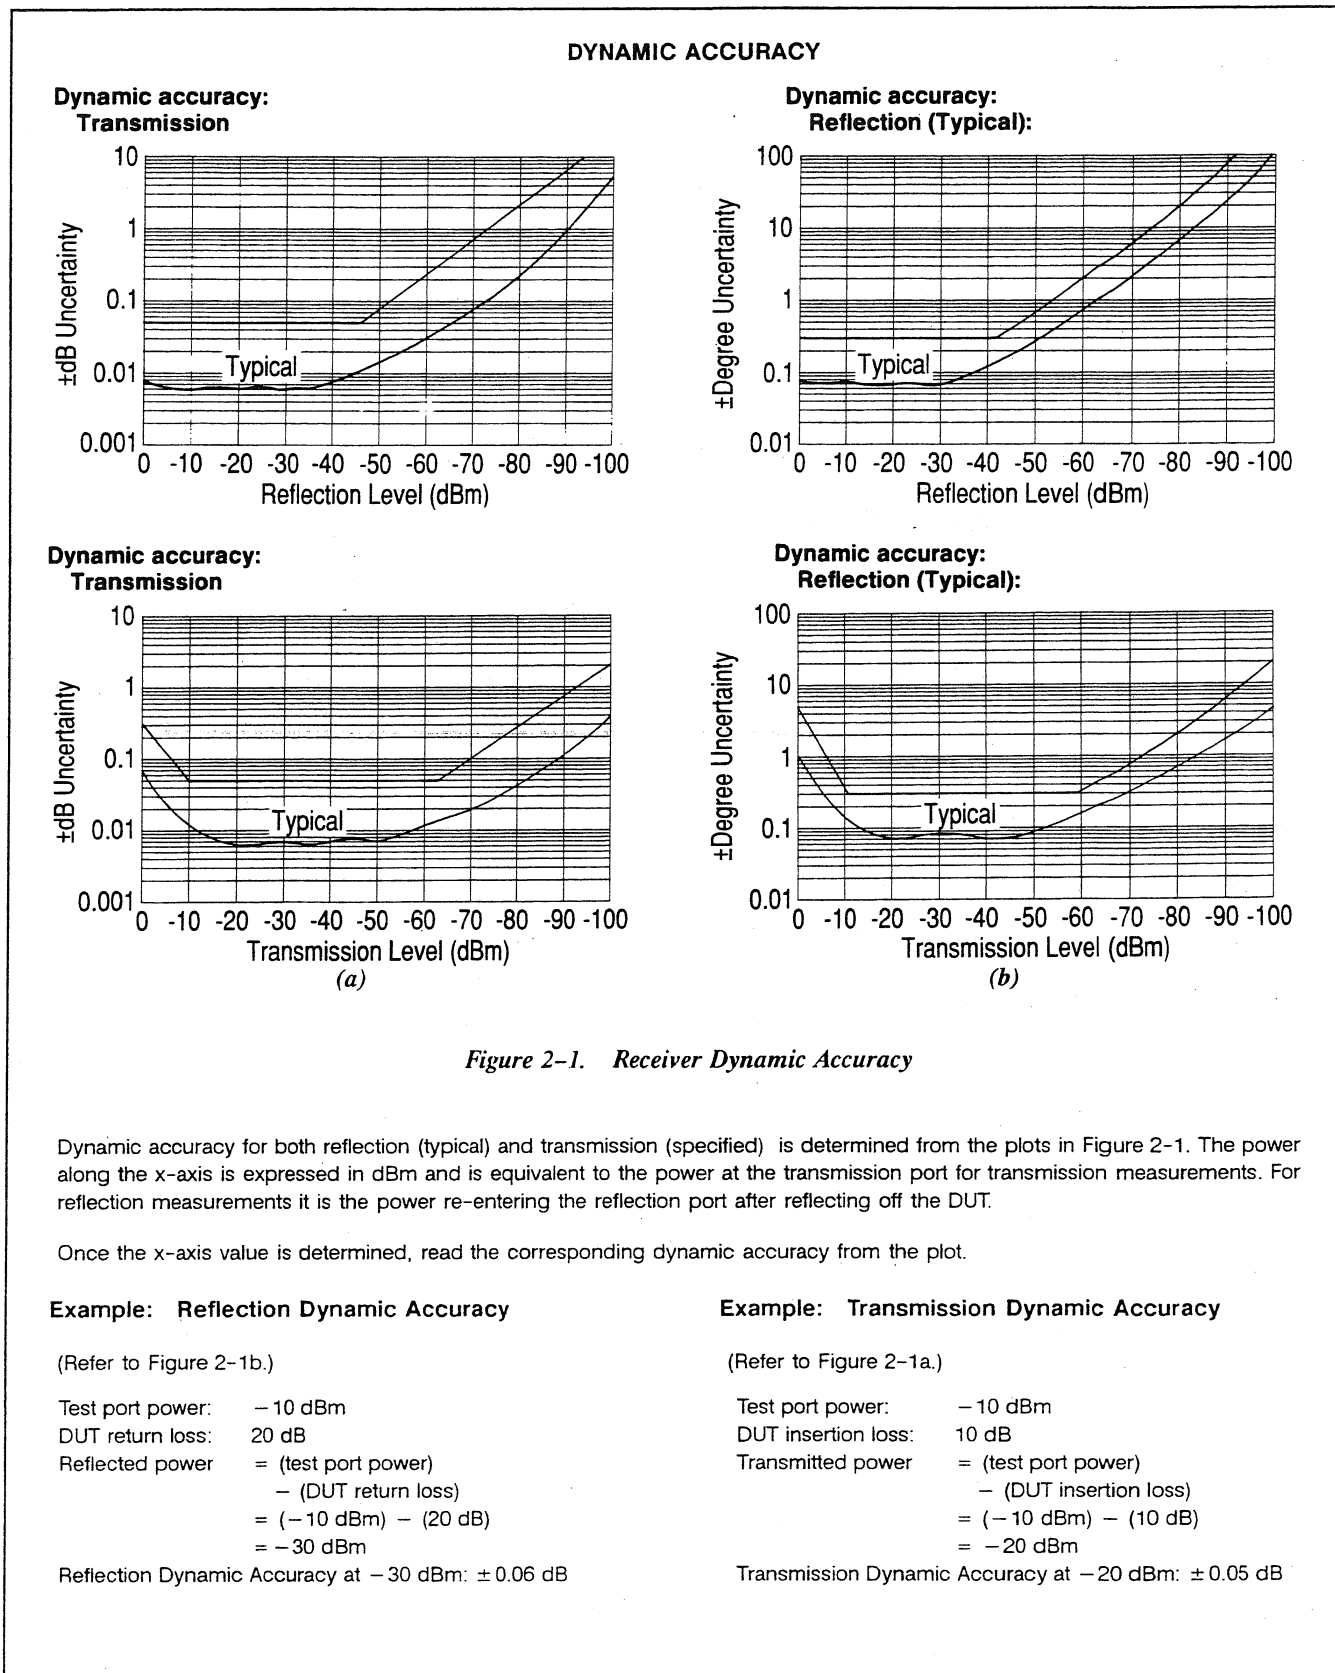 DYNAMIC ACCURACY
Dynamic accuracy:
Transmission
10
1
0.1
0.01
0.001
±dB Uncertainty
Typical
0 -10 -20 -30 -40 -50 -60 -70 -80 -90 -100
Reflection Level (dBm)
Dynamic accuracy:
Reflection (Typical):
100
10
1
0.1
0.01
±Degree Uncertainty
Typical
0 -10 -20 -30 -40 -50 -60 -70 -80 -90 -100
Reflection Level (dBm)
Dynamic accuracy:
Transmission
10
1
0.1
0.01
0.001
±dB Uncertainty
Typical
0 -10 -20 -30 -40 -50 -60 -70 -80 -90 -100
Transmission Level (dBm)
(a)
Dynamic accuracy:
Reflection (Typical):
100
10
1
0.1
0.01
±Degree Uncertainty
Typical
0 -10 -20 -30 -40 -50 -60 -70 -80 -90 -100
Transmission Level (dBm)
(b)
Figure 2-1. Receiver Dynamic Accuracy
Dynamic accuracy for both reflection (typical) and transmission (specified) is determined from the plots in Figure 2-1. The power
along the x-axis is expressed in dBm and is equivalent to the power at the transmission port for transmission measurements. For
reflection measurements it is the power re-entering the reflection port after reflecting off the DUT.
Once the x-axis value is determined, read the corresponding dynamic accuracy from the plot.
Example: Reflection Dynamic Accuracy
(Refer to Figure 2-1b.)
Test port power: −10 dBm
DUT return loss: 20 dB
Reflected power = (test port power)
− (DUT return loss)
= (−10 dBm) − (20 dB)
= −30 dBm
Reflection Dynamic Accuracy at −30 dBm: ±0.06 dB
Example: Transmission Dynamic Accuracy
(Refer to Figure 2-1a.)
Test port power: −10 dBm
DUT insertion loss: 10 dB
Transmitted power = (test port power)
− (DUT insertion loss)
= (−10 dBm) − (10 dB)
= −20 dBm
Transmission Dynamic Accuracy at −20 dBm: ±0.05 dB